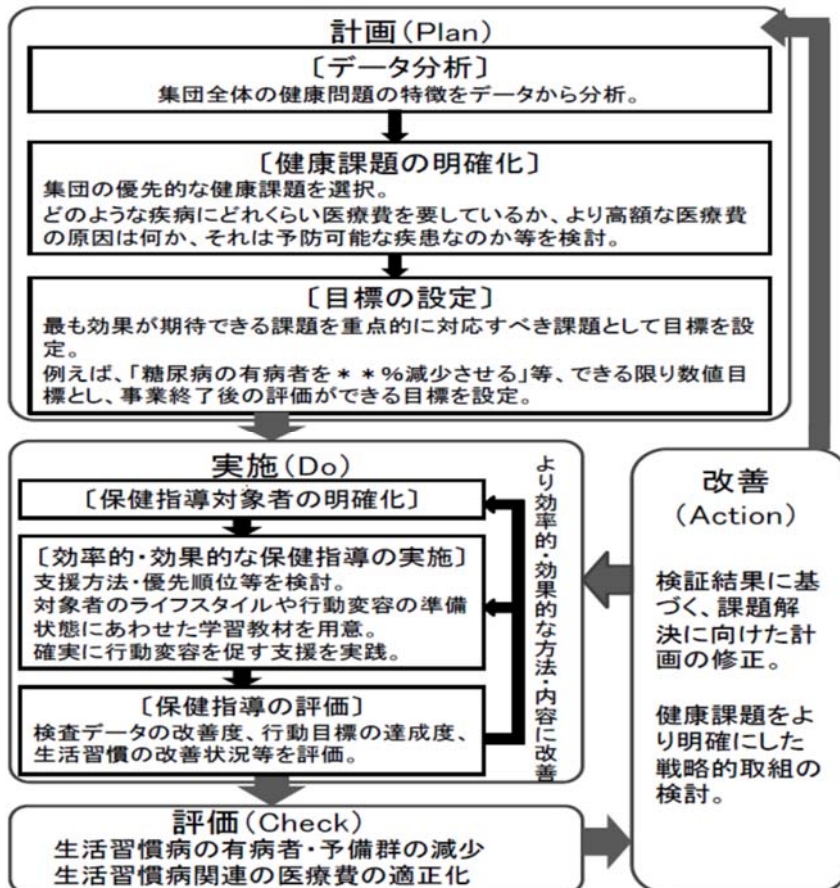 計画(Plan)
〔データ分析〕
集団全体の健康問題の特徴をデータから分析。
〔健康課題の明確化〕
集団の優先的な健康課題を選択。
どのような疾病にどれくらい医療費を要しているか、より高額な医療費
の原因は何か、それは予防可能な疾患なのか等を検討。
〔目標の設定〕
最も効果が期待できる課題を重点的に対応すべき課題として目標を設
定。
例えば、「糖尿病の有病者を**%減少させる」等、できる限り数値目
標とし、事業終了後の評価ができる目標を設定。
実施(Do)
〔保健指導対象者の明確化〕
〔効率的・効果的な保健指導の実施〕
支援方法・優先順位等を検討。
対象者のライフスタイルや行動変容の準備
状態にあわせた学習教材を用意。
確実に行動変容を促す支援を実践。
〔保健指導の評価〕
検査データの改善度、行動目標の達成度、
生活習慣の改善状況等を評価。
より効率的・効果的な方法・内容に改善
評価(Check)
生活習慣病の有病者・予備群の減少
生活習慣病関連の医療費の適正化
改善
(Action)
検証結果に基
づく、課題解
決に向けた計
画の修正。
健康課題をよ
り明確にした
戦略的取組の
検討。